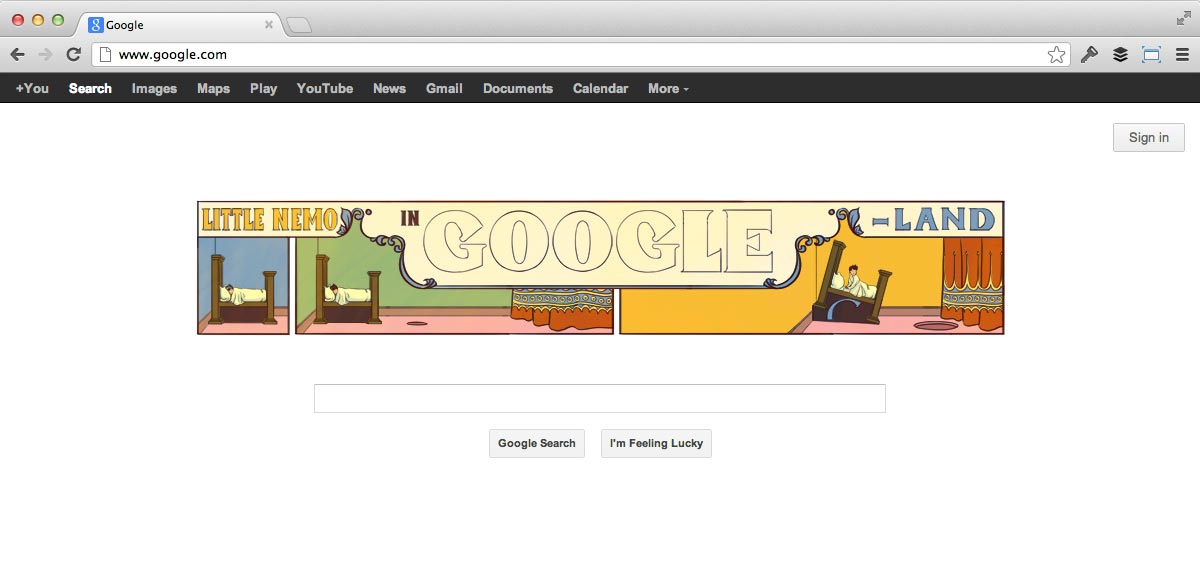 Google
www.google.com
+You Search Images Maps Play YouTube News Gmail Documents Calendar More
Sign in
LITTLE NEMO IN GOOGLE -LAND
Google Search I'm Feeling Lucky